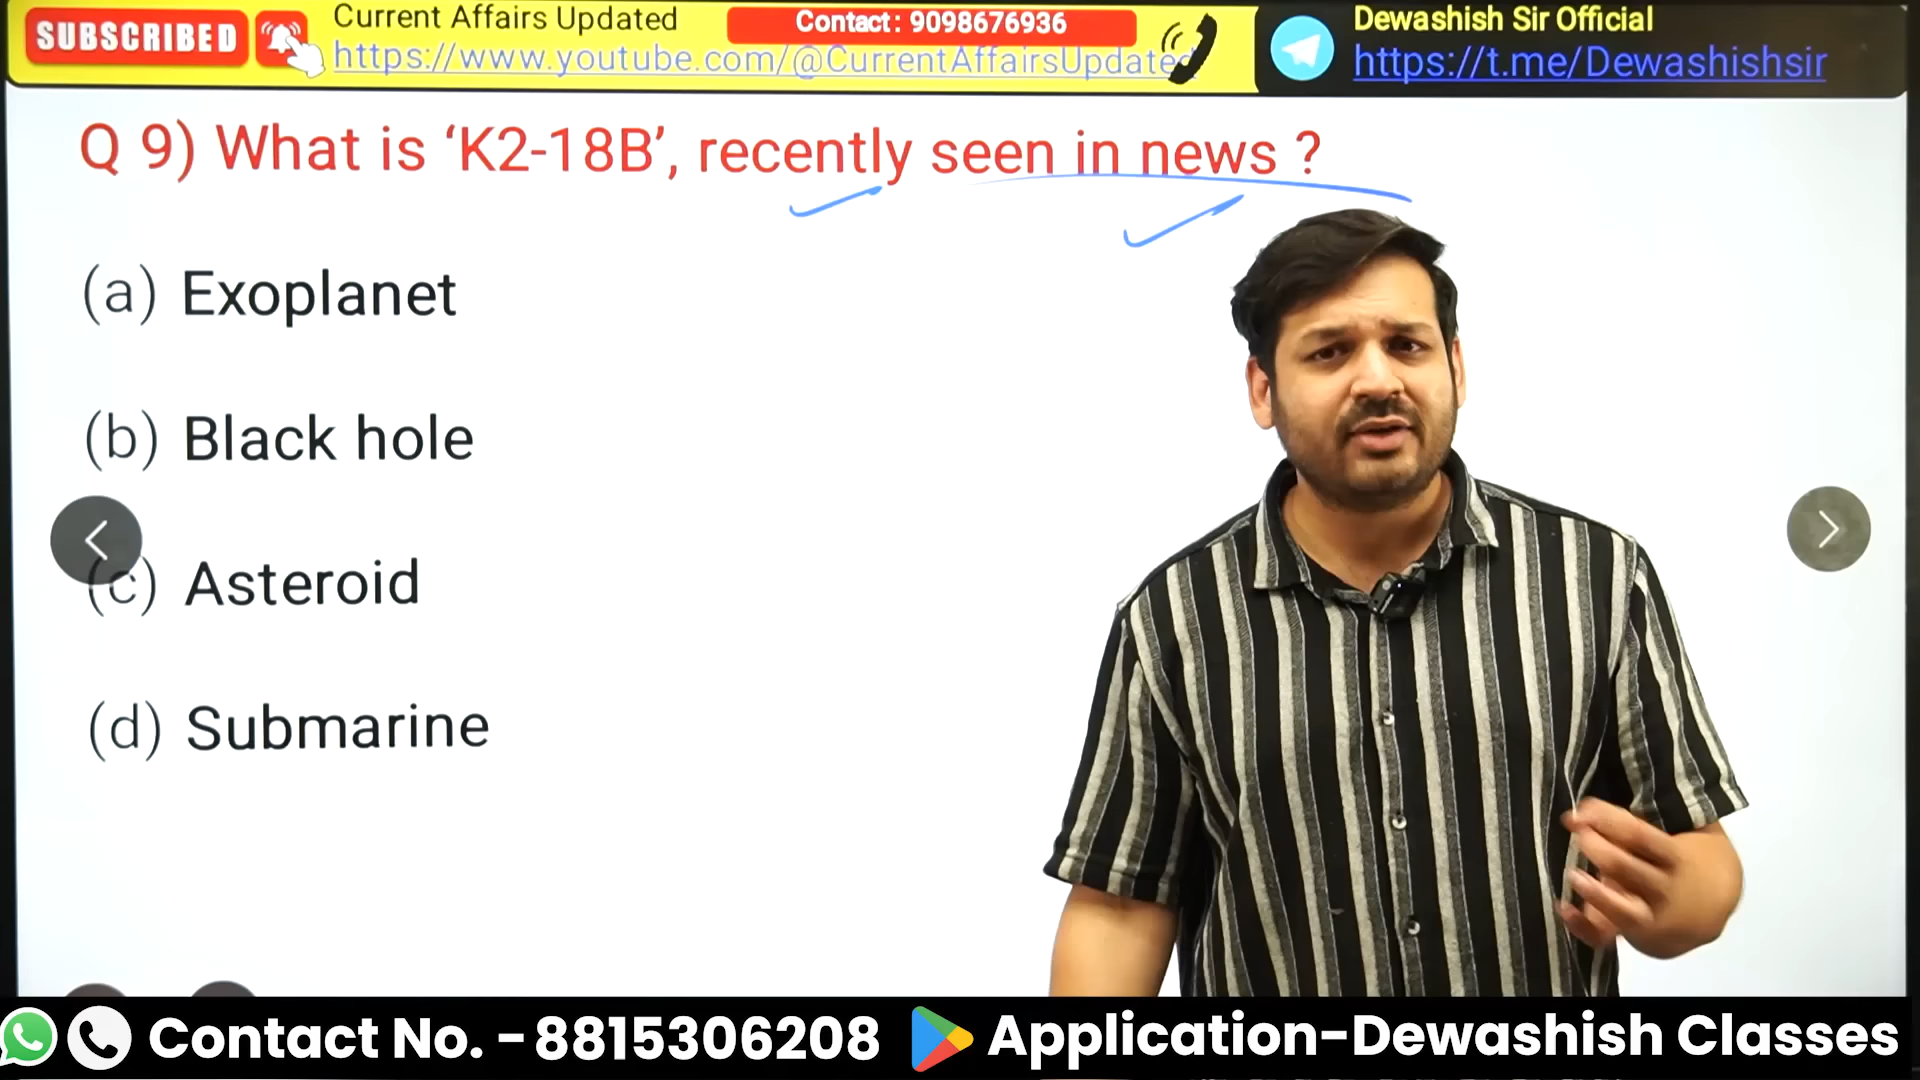 SUBSCRIBED
Current Affairs Updated
https://www.youtube.com/@CurrentAffairsUpdated
Contact : 9098676936
Dewashish Sir Official
https://t.me/Dewashishsir
Q 9) What is ‘K2-18B’, recently seen in news ?
(a) Exoplanet
(b) Black hole
(c) Asteroid
(d) Submarine
Contact No. - 8815306208
Application-Dewashish Classes